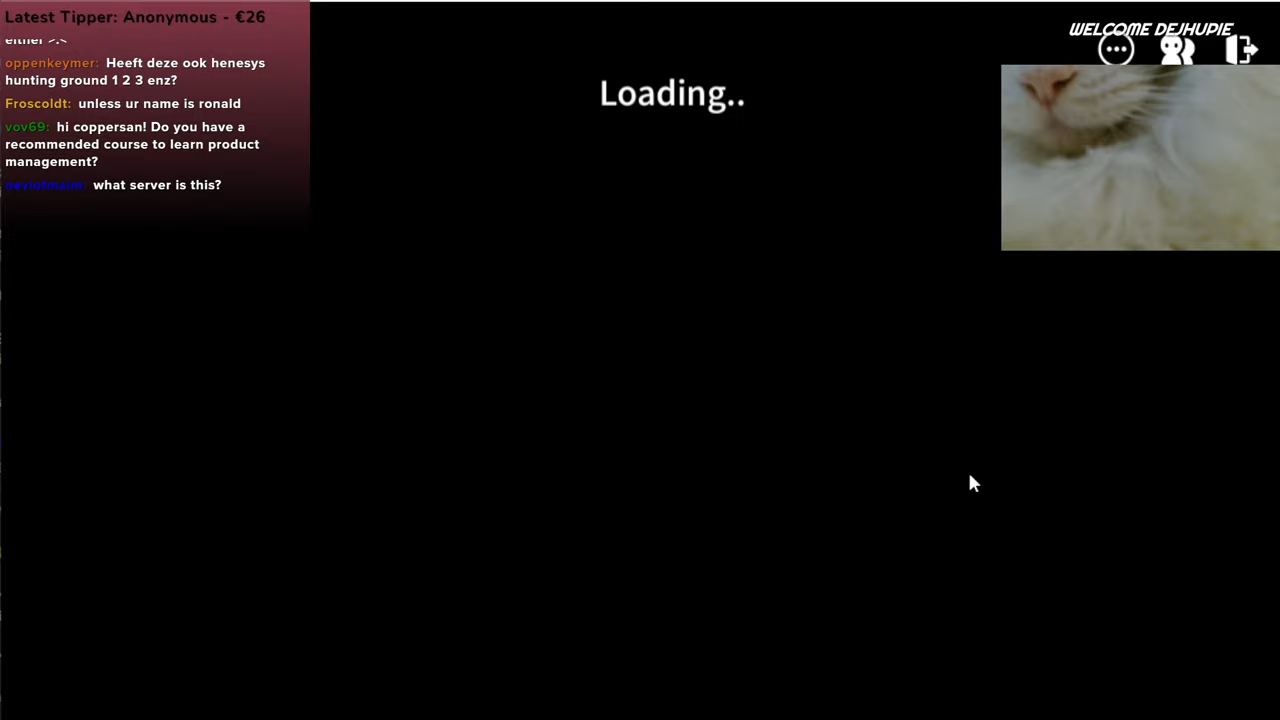 Latest Tipper: Anonymous - €26
either >.<
oppenkeymer: Heeft deze ook henesys
hunting ground 1 2 3 enz?
Froscoldt: unless ur name is ronald
vov69: hi coppersan! Do you have a
recommended course to learn product
management?
what server is this?
Loading..
WELCOME DEJHUPIE